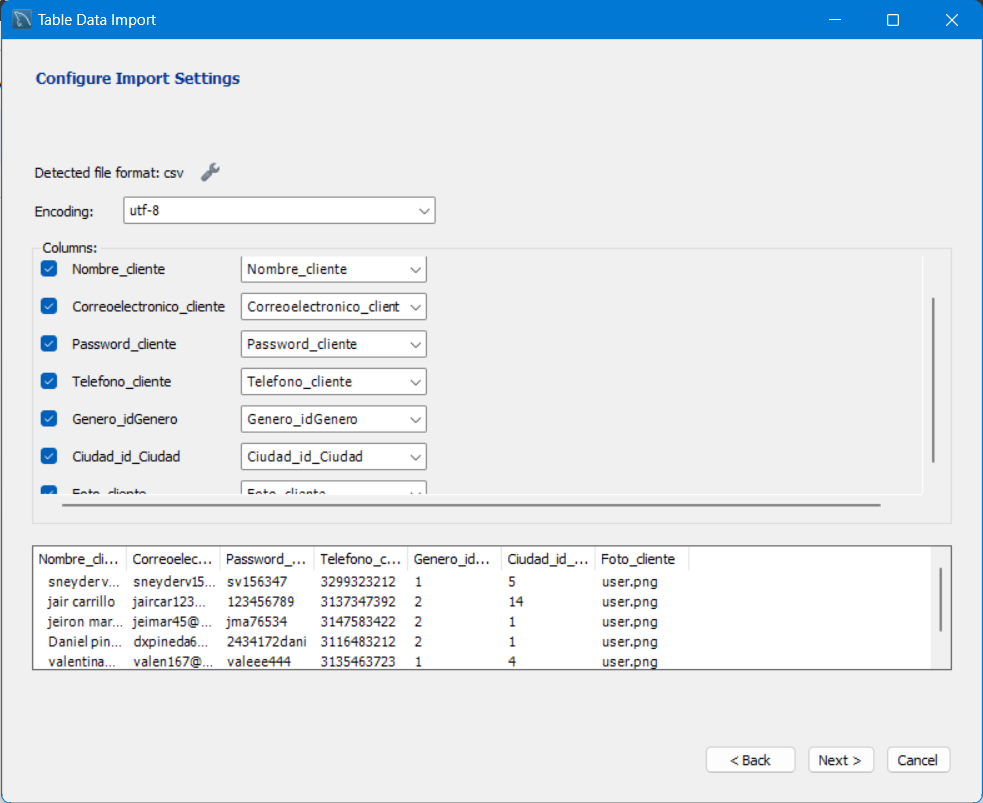 Table Data Import
Configure Import Settings
Detected file format: csv
Encoding: utf-8
Columns:
Nombre_cliente Nombre_cliente
Correoelectronico_cliente Correoelectronico_client
Password_cliente Password_cliente
Telefono_cliente Telefono_cliente
Genero_idGenero Genero_idGenero
Ciudad_id_Ciudad Ciudad_id_Ciudad
Foto_cliente Foto_cliente
Nombre_cli... Correoelec... Password_... Telefono_c... Genero_id... Ciudad_id_... Foto_cliente
sneyder v... sneyderv15... sv156347 3299323212 1 5 user.png
jair carrillo jaircar123... 123456789 3137347392 2 14 user.png
jeiron mar... jeimar45@... jma76534 3147583422 2 1 user.png
Daniel pin... dxpineda6... 2434172dani 3116483212 2 1 user.png
valentina... valen167@... valeee444 3135463723 1 4 user.png
< Back Next > Cancel